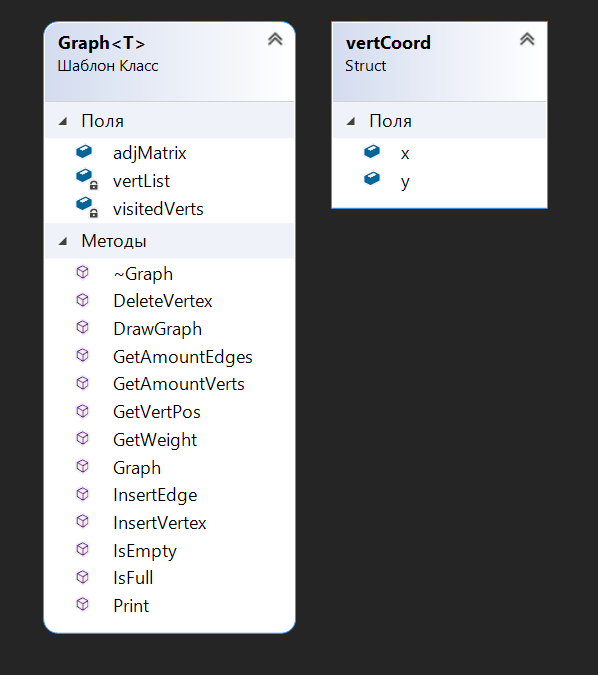 Graph<T>
Шаблон Класс
Поля
adjMatrix
vertList
visitedVerts
Методы
~Graph
DeleteVertex
DrawGraph
GetAmountEdges
GetAmountVerts
GetVertPos
GetWeight
Graph
InsertEdge
InsertVertex
IsEmpty
IsFull
Print
vertCoord
Struct
Поля
x
y